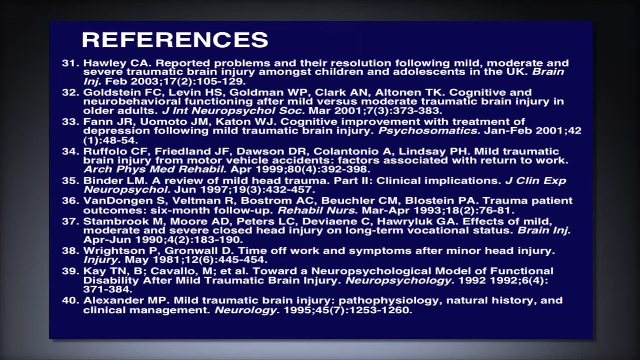 REFERENCES
31. Hawley CA. Reported problems and their resolution following mild, moderate and
severe traumatic brain injury amongst children and adolescents in the UK. Brain
Inj. Feb 2003;17(2):105-129.
32. Goldstein FC, Levin HS, Goldman WP, Clark AN, Altonen TK. Cognitive and
neurobehavioral functioning after mild versus moderate traumatic brain injury in
older adults. J Int Neuropsychol Soc. Mar 2001;7(3):373-383.
33. Fann JR, Uomoto JM, Katon WJ. Cognitive improvement with treatment of
depression following mild traumatic brain injury. Psychosomatics. Jan-Feb 2001;42
(1):48-54.
34. Ruffolo CF, Friedland JF, Dawson DR, Colantonio A, Lindsay PH. Mild traumatic
brain injury from motor vehicle accidents: factors associated with return to work.
Arch Phys Med Rehabil. Apr 1999;80(4):392-398.
35. Binder LM. A review of mild head trauma. Part II: Clinical implications. J Clin Exp
Neuropsychol. Jun 1997;19(3):432-457.
36. VanDongen S, Veltman R, Bostrom AC, Beuchler CM, Blostein PA. Trauma patient
outcomes: six-month follow-up. Rehabil Nurs. Mar-Apr 1993;18(2):76-81.
37. Stambrook M, Moore AD, Peters LC, Deviaene C, Hawryluk GA. Effects of mild,
moderate and severe closed head injury on long-term vocational status. Brain Inj.
Apr-Jun 1990;4(2):183-190.
38. Wrightson P, Gronwall D. Time off work and symptoms after minor head injury.
Injury. May 1981;12(6):445-454.
39. Kay TN, B; Cavallo, M; et al. Toward a Neuropsychological Model of Functional
Disability After Mild Traumatic Brain Injury. Neuropsychology. 1992 1992;6(4):
371-384.
40. Alexander MP. Mild traumatic brain injury: pathophysiology, natural history, and
clinical management. Neurology. 1995;45(7):1253-1260.